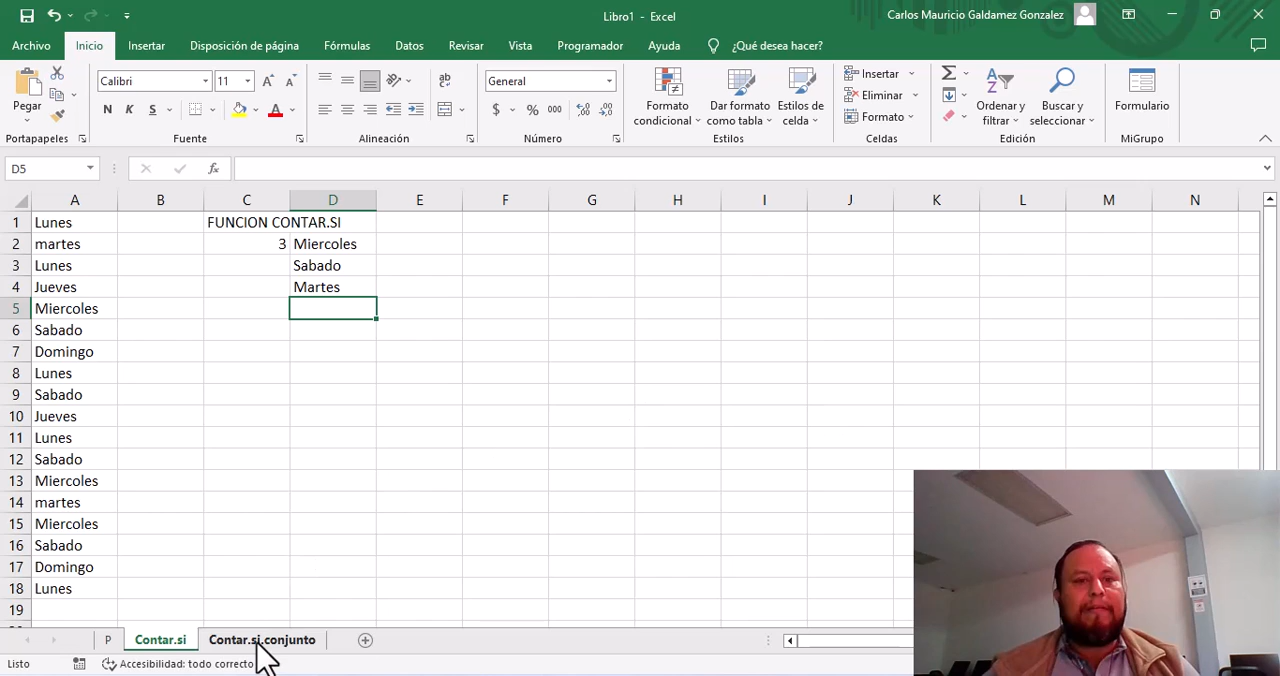 Libro1 - Excel
Carlos Mauricio Galdamez Gonzalez
Archivo Inicio Insertar Disposición de página Fórmulas Datos Revisar Vista Programador Ayuda ¿Qué desea hacer?
Pegar
Calibri 11
N K S
ab
General
$ % 000
Formato condicional
Dar formato como tabla
Estilos de celda
Insertar
Eliminar
Formato
Ordenar y filtrar
Buscar y seleccionar
Formulario
Portapapeles Fuente Alineación Número Estilos Celdas Edición MiGrupo
D5 fx
A B C D E F G H I J K L M N
1 Lunes FUNCION CONTAR.SI
2 martes 3 Miercoles
3 Lunes Sabado
4 Jueves Martes
5 Miercoles
6 Sabado
7 Domingo
8 Lunes
9 Sabado
10 Jueves
11 Lunes
12 Sabado
13 Miercoles
14 martes
15 Miercoles
16 Sabado
17 Domingo
18 Lunes
19
P Contar.si Contar.si.conjunto
Listo Accesibilidad: todo correcto